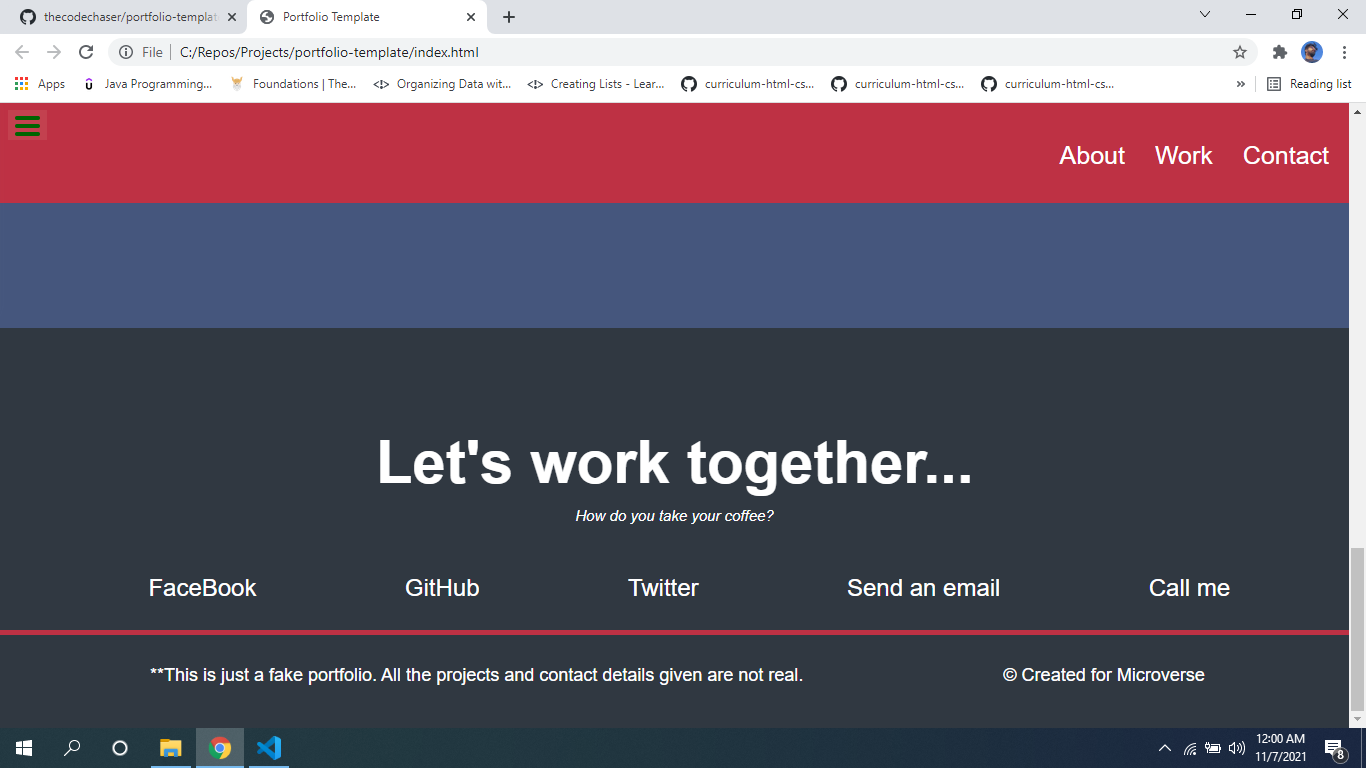 thecodechaser/portfolio-templat
Portfolio Template
File
C:/Repos/Projects/portfolio-template/index.html
Apps
Java Programming...
Foundations | The...
Organizing Data wit...
Creating Lists - Lear...
curriculum-html-cs...
curriculum-html-cs...
curriculum-html-cs...
»
Reading list
About Work Contact
Let's work together...
How do you take your coffee?
FaceBook GitHub Twitter Send an email Call me
**This is just a fake portfolio. All the projects and contact details given are not real.
© Created for Microverse
12:00 AM
11/7/2021
8